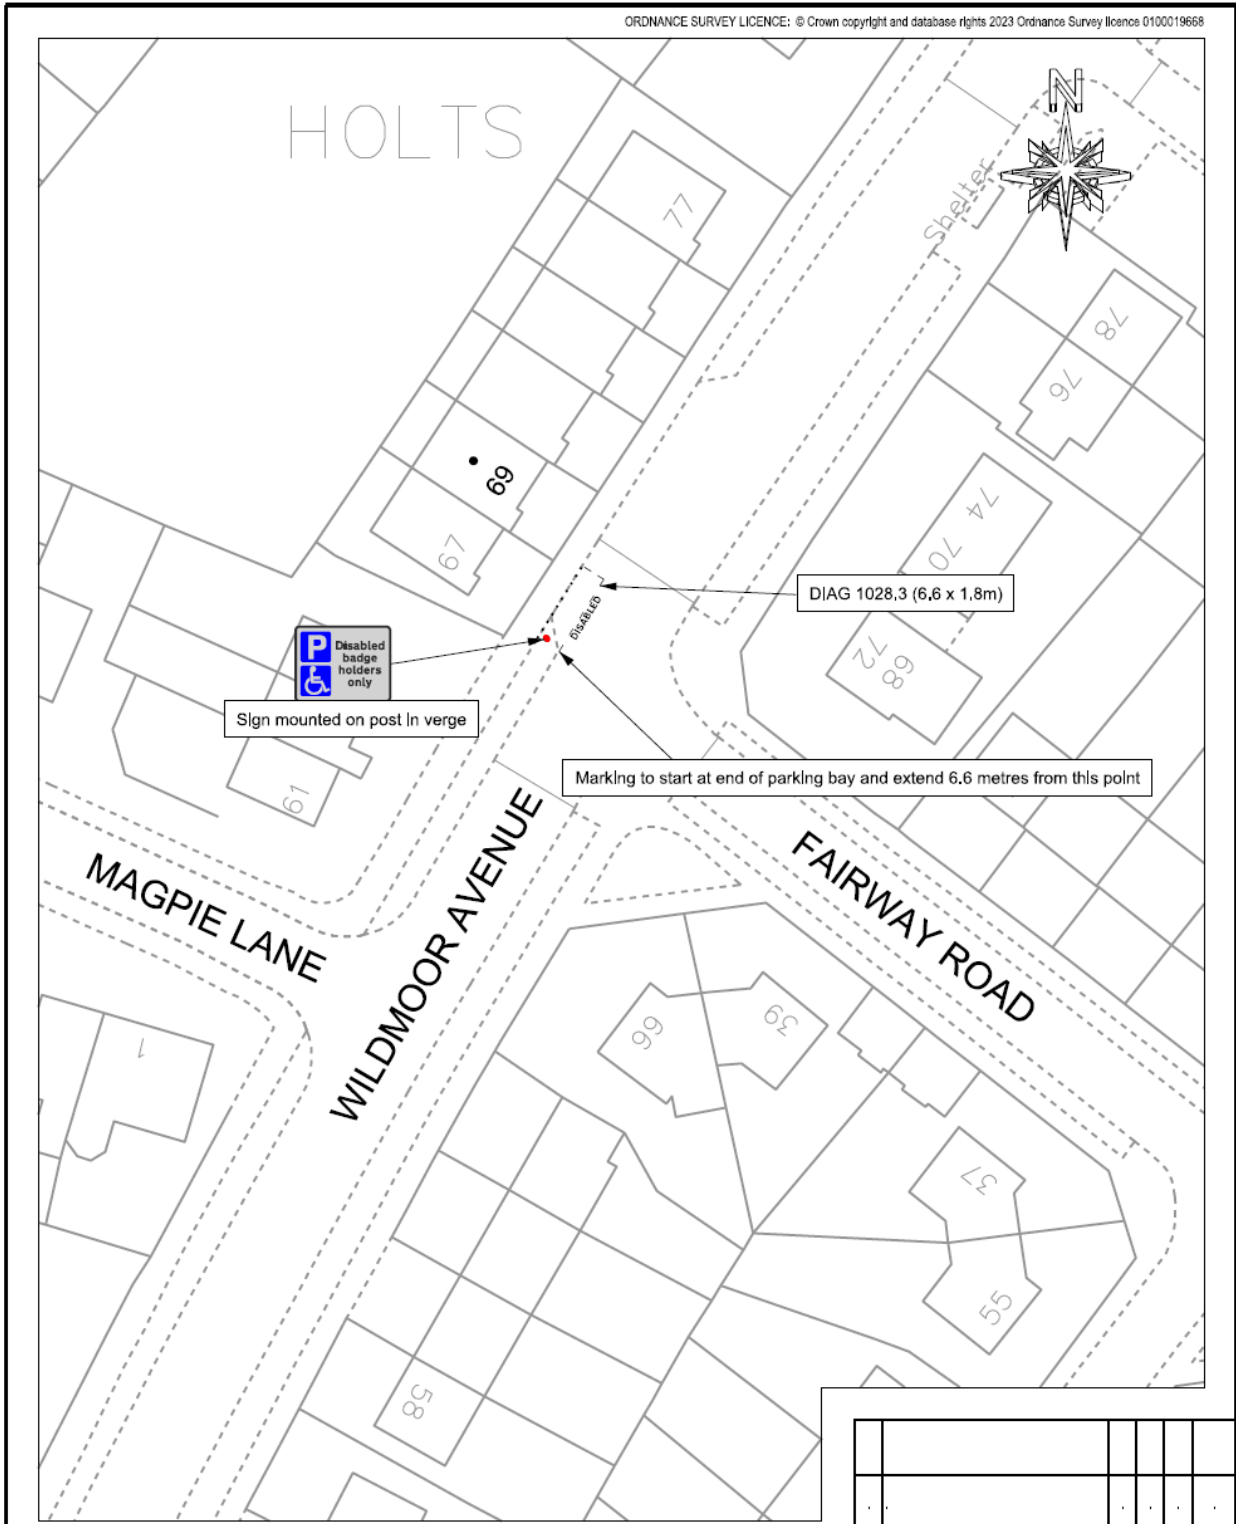 ORDNANCE SURVEY LICENCE: © Crown copyright and database rights 2023 Ordnance Survey licence 0100019668
N
HOLTS
77
Shelter
78
76
69
74
67
70
DIAG 1028.3 (6.6 x 1.8m)
DISABLED
P
Disabled
badge
holders
only
72
68
Sign mounted on post in verge
Marking to start at end of parking bay and extend 6.6 metres from this point
61
MAGPIE LANE
WILDMOOR AVENUE
FAIRWAY ROAD
66
39
1
37
55
58